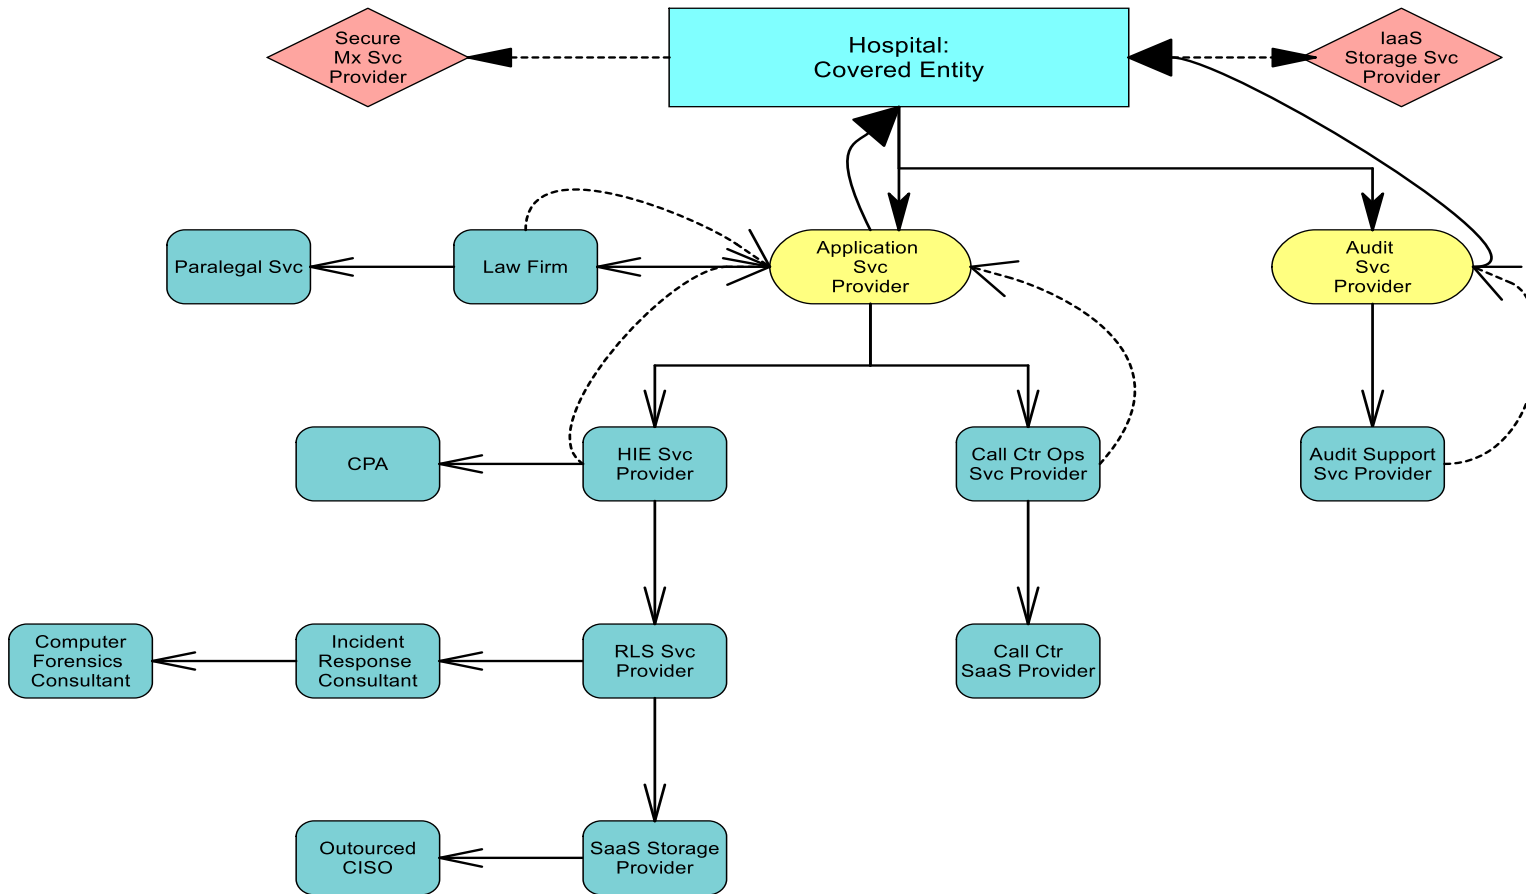 Secure
Mx Svc
Provider
Hospital:
Covered Entity
IaaS
Storage Svc
Provider
Paralegal Svc
Law Firm
Application
Svc
Provider
Audit
Svc
Provider
CPA
HIE Svc
Provider
Call Ctr Ops
Svc Provider
Audit Support
Svc Provider
Computer
Forensics
Consultant
Incident
Response
Consultant
RLS Svc
Provider
Call Ctr
SaaS Provider
Outourced
CISO
SaaS Storage
Provider